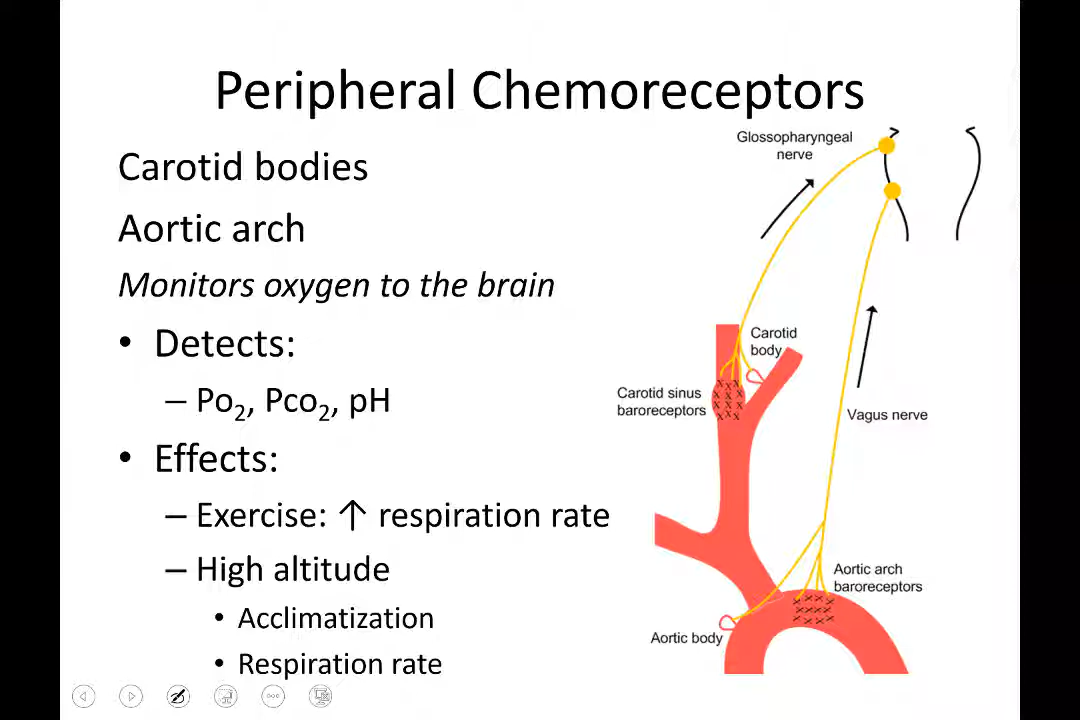 Peripheral Chemoreceptors
Carotid bodies
Aortic arch
Monitors oxygen to the brain
• Detects:
– Po₂, Pco₂, pH
• Effects:
– Exercise: ↑ respiration rate
– High altitude
• Acclimatization
• Respiration rate
Glossopharyngeal
nerve
Carotid
body
Carotid sinus
baroreceptors
Vagus nerve
Aortic arch
baroreceptors
Aortic body